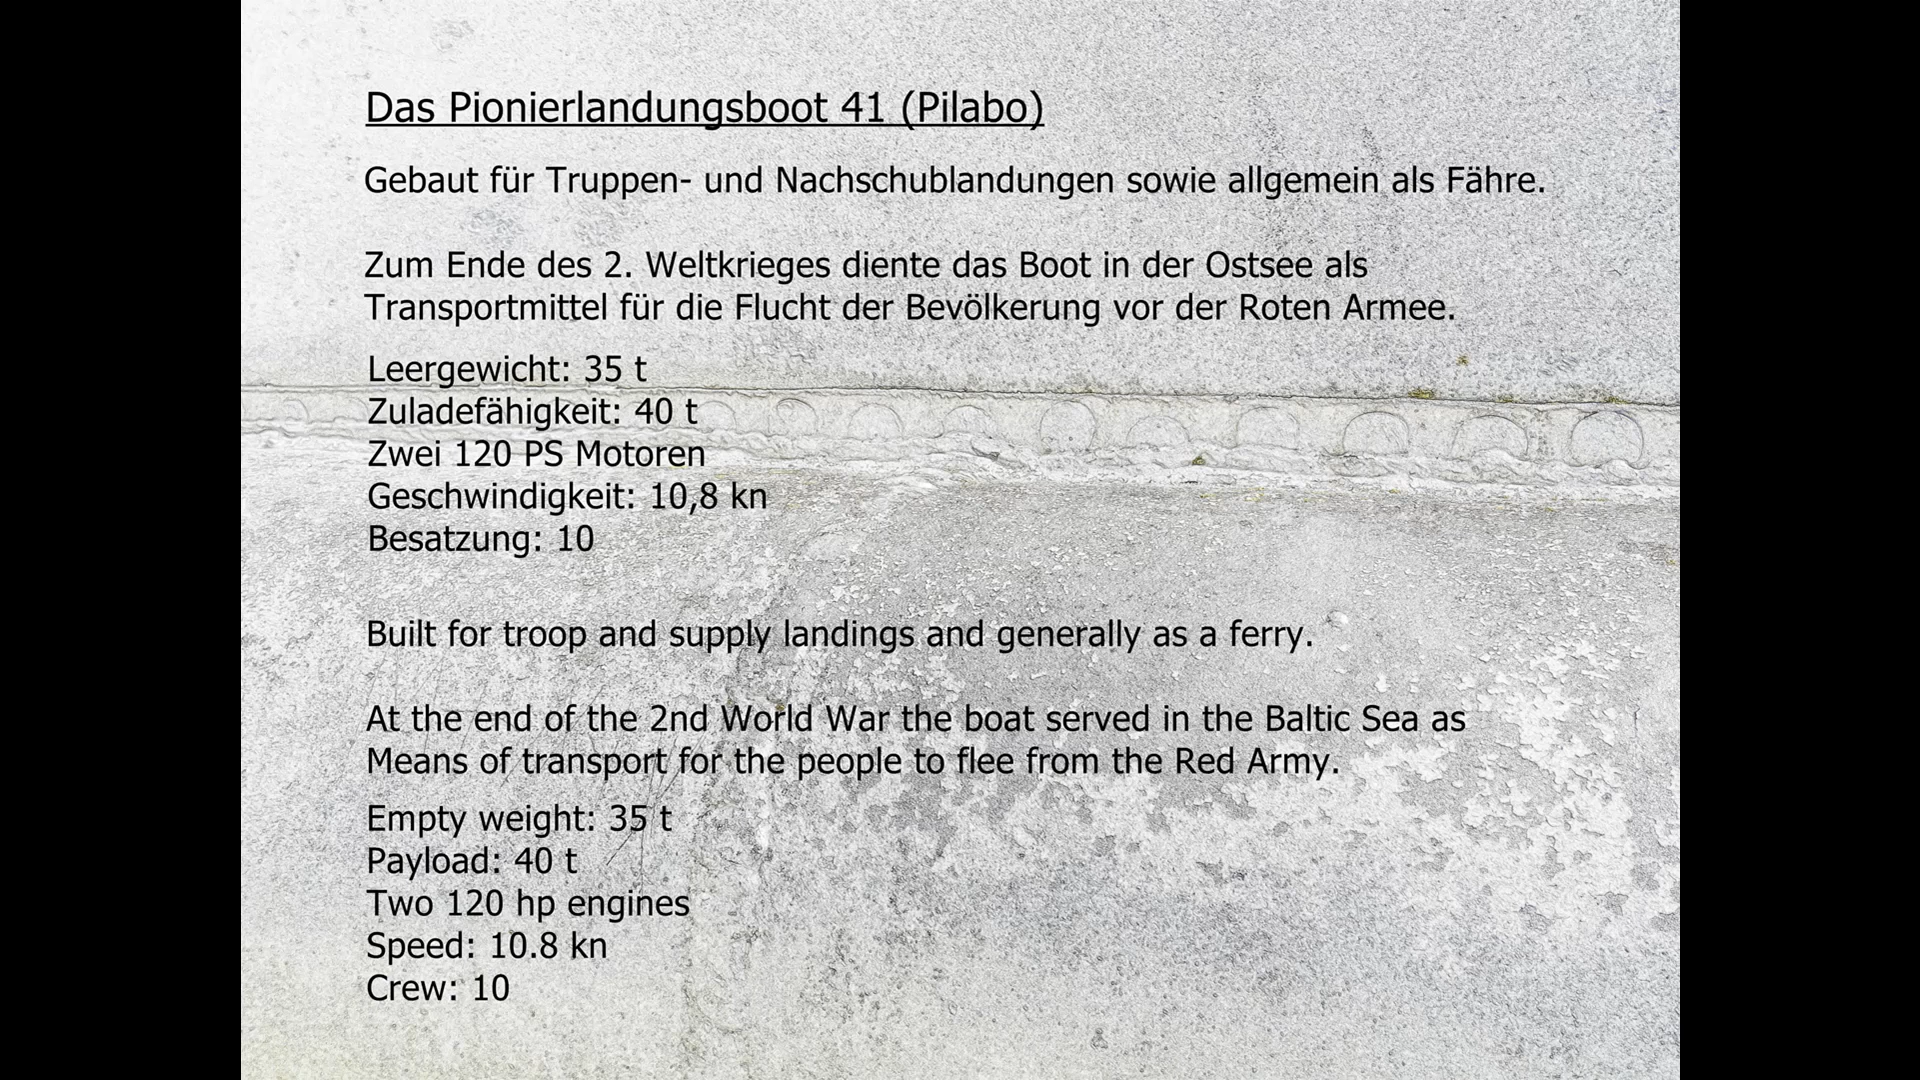 Das Pionierlandungsboot 41 (Pilabo)
Gebaut für Truppen- und Nachschublandungen sowie allgemein als Fähre.
Zum Ende des 2. Weltkrieges diente das Boot in der Ostsee als
Transportmittel für die Flucht der Bevölkerung vor der Roten Armee.
Leergewicht: 35 t
Zuladefähigkeit: 40 t
Zwei 120 PS Motoren
Geschwindigkeit: 10,8 kn
Besatzung: 10
Built for troop and supply landings and generally as a ferry.
At the end of the 2nd World War the boat served in the Baltic Sea as
Means of transport for the people to flee from the Red Army.
Empty weight: 35 t
Payload: 40 t
Two 120 hp engines
Speed: 10.8 kn
Crew: 10